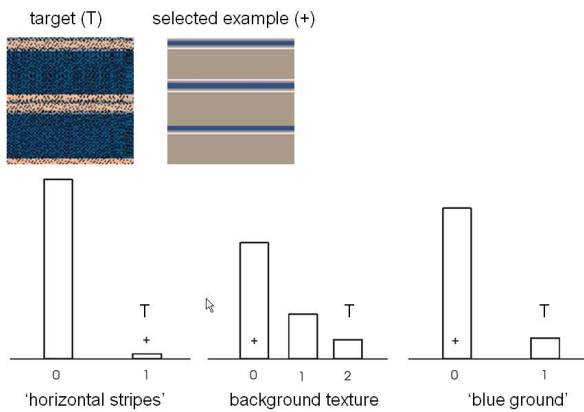 target (T) selected example (+)
T T T
+ + +
0 1 0 1 2 0 1
‘horizontal stripes’ background texture ‘blue ground’